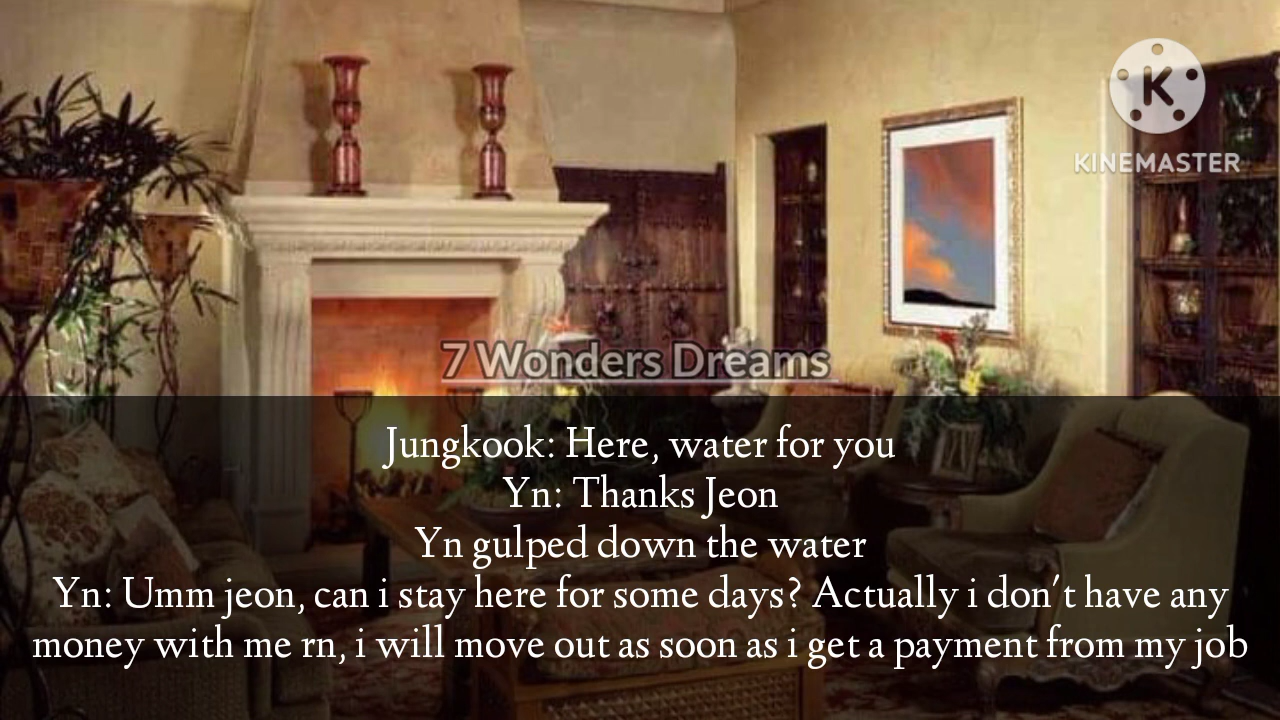 K
KINEMASTER
7 Wonders Dreams
Jungkook: Here, water for you
Yn: Thanks Jeon
Yn gulped down the water
Yn: Umm jeon, can i stay here for some days? Actually i don't have any
money with me rn, i will move out as soon as i get a payment from my job